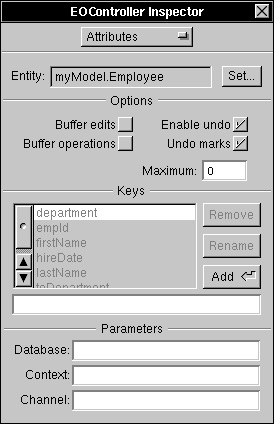 EOController Inspector
Attributes
Entity: myModel.Employee Set...
Options
Buffer edits Enable undo
Buffer operations Undo marks
Maximum: 0
Keys
department
empId
firstName
hireDate
lastName
toDepartment
Remove
Rename
Add
Parameters
Database:
Context:
Channel: